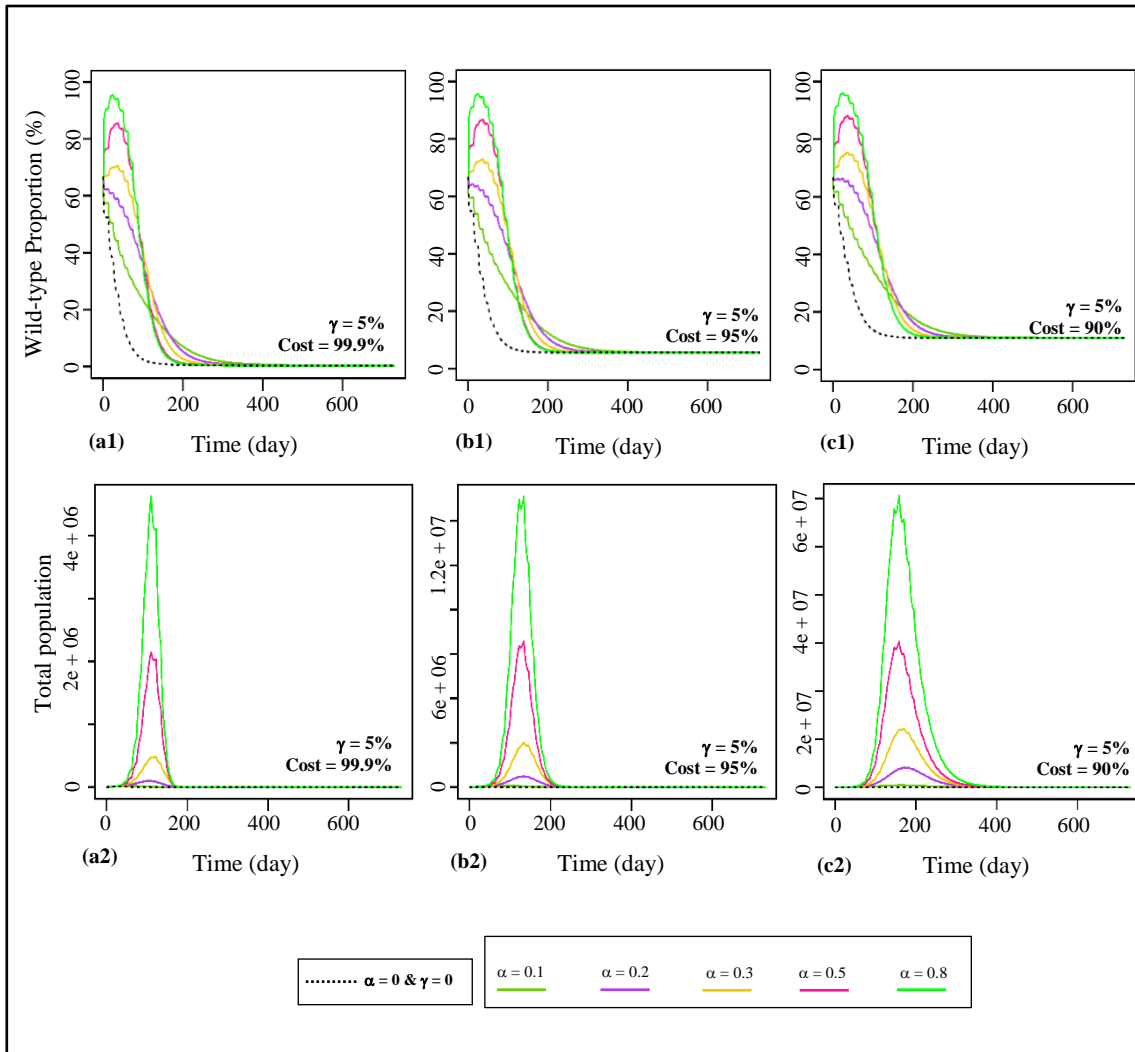 Wild-type Proportion (%)
100
80
60
40
20
0
γ = 5%
Cost = 99.9%
0 200 400 600
(a1) Time (day)
100
80
60
40
20
0
γ = 5%
Cost = 95%
0 200 400 600
(b1) Time (day)
100
80
60
40
20
0
γ = 5%
Cost = 90%
0 200 400 600
(c1) Time (day)
Total population
4e + 06
2e + 06
0
γ = 5%
Cost = 99.9%
0 200 400 600
(a2) Time (day)
1.2e + 07
6e + 06
0
γ = 5%
Cost = 95%
0 200 400 600
(b2) Time (day)
6e + 07
4e + 07
2e + 07
0
γ = 5%
Cost = 90%
0 200 400 600
(c2) Time (day)
α = 0 & γ = 0
α = 0.1 α = 0.2 α = 0.3 α = 0.5 α = 0.8